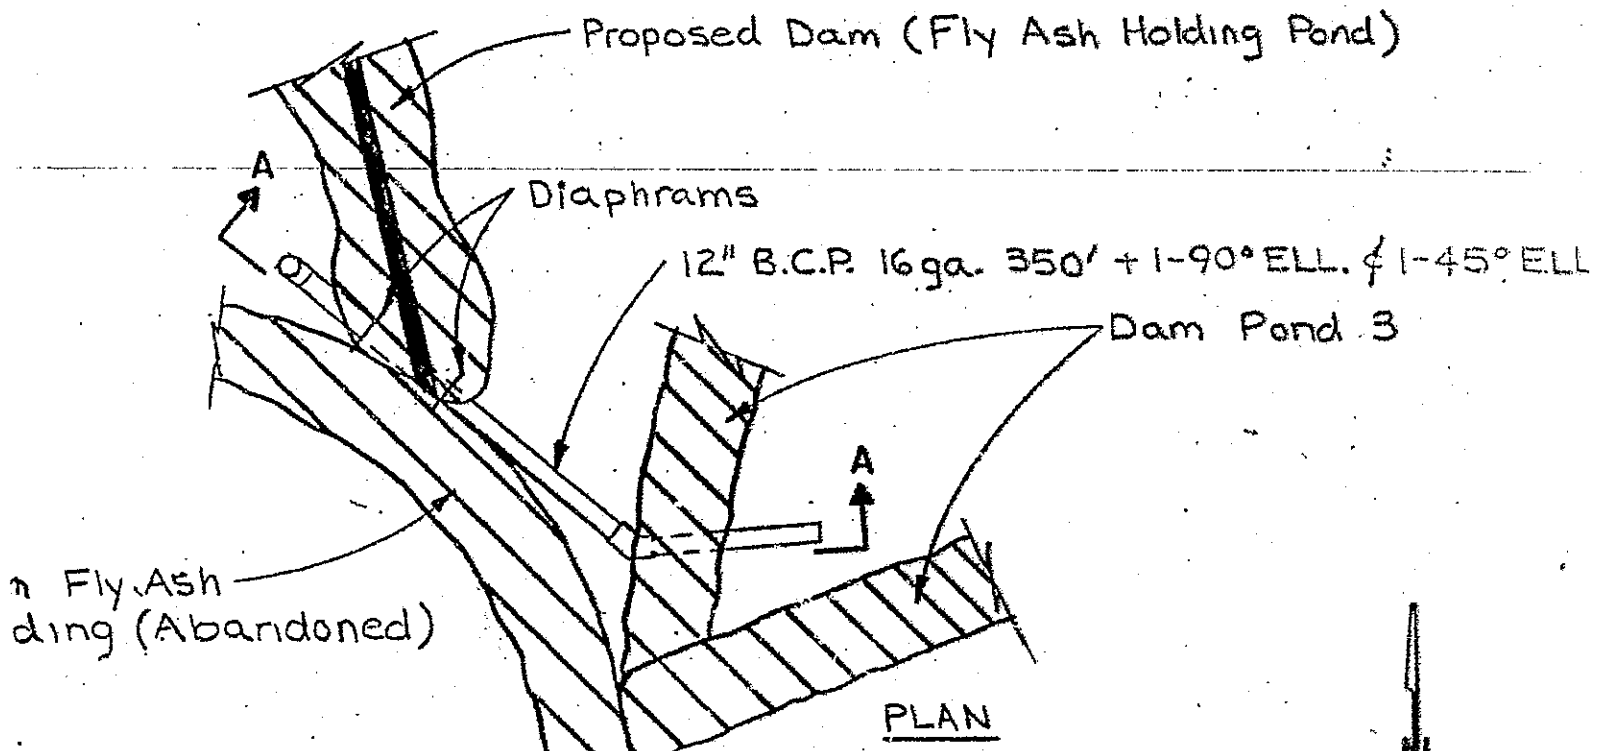 Proposed Dam (Fly Ash Holding Pond)
A
Diaphrams
12" B.C.P. 16ga. 350' + 1-90° ELL. & 1-45° ELL
Dam Pond 3
A
Fly Ash
(Abandoned)
PLAN